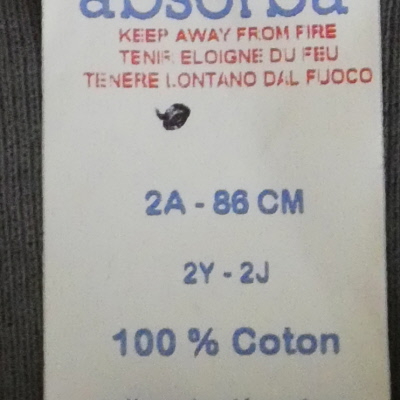 absorba
KEEP AWAY FROM FIRE
TENIR ELOIGNE DU FEU
TENERE LONTANO DAL FUOCO
2A - 86 CM
2Y - 2J
100 % Coton